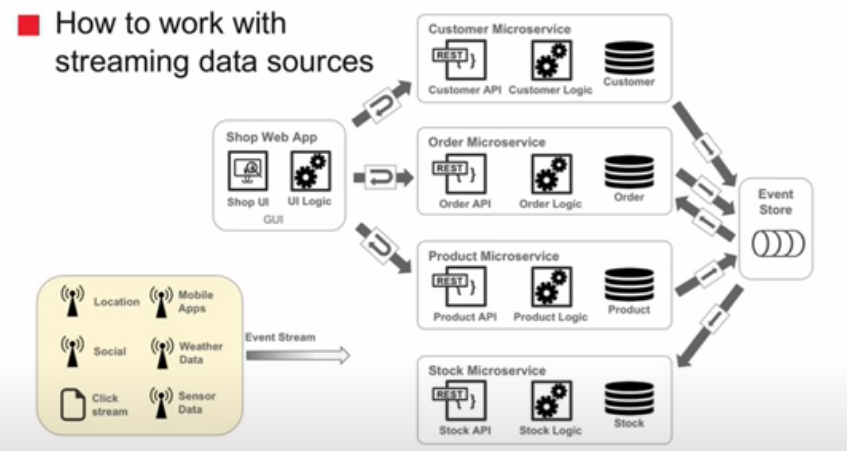 How to work with
streaming data sources
Customer Microservice
REST
Customer API
Customer Logic
Customer
Shop Web App
Shop UI
UI Logic
GUI
Order Microservice
REST
Order API
Order Logic
Order
Event
Store
Product Microservice
REST
Product API
Product Logic
Product
Location
Mobile
Apps
Social
Weather
Data
Click
stream
Sensor
Data
Event Stream
Stock Microservice
REST
Stock API
Stock Logic
Stock